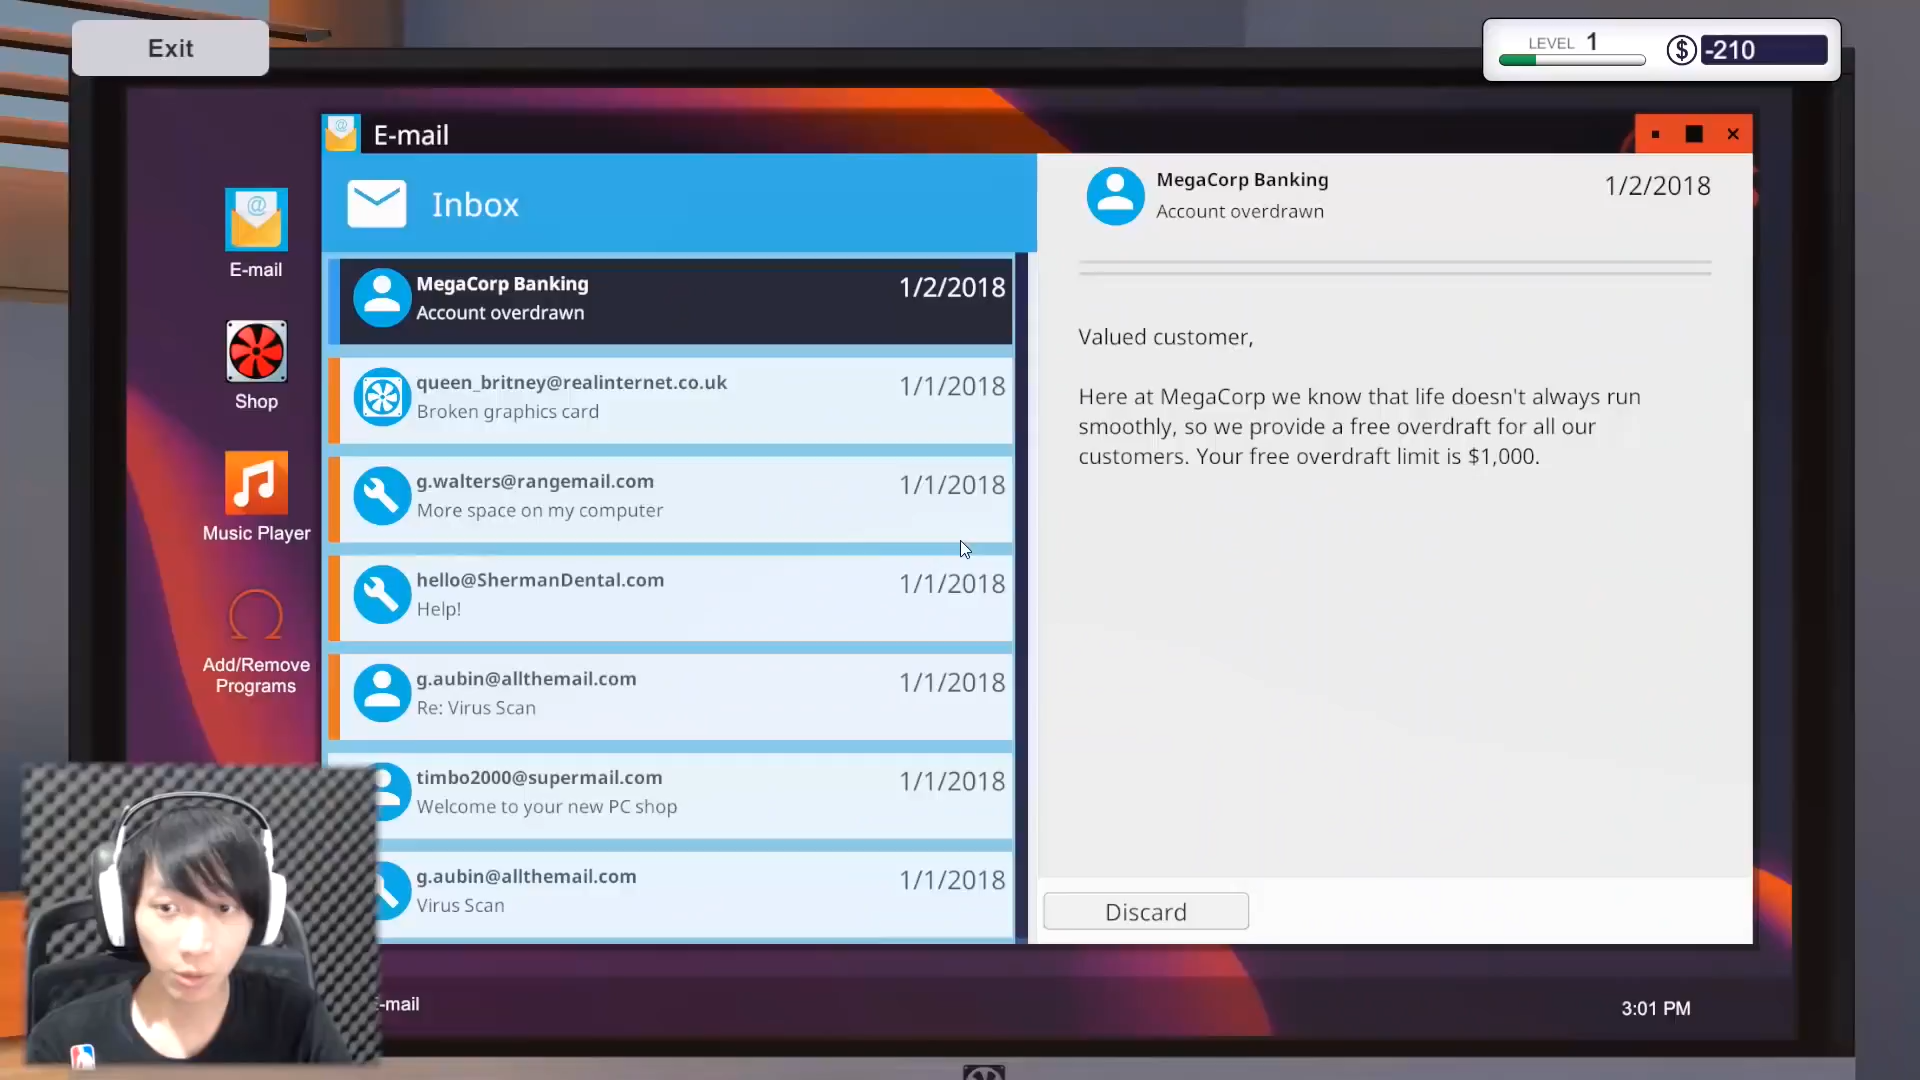 Exit
LEVEL 1
$ -210
E-mail
Inbox
MegaCorp Banking
Account overdrawn
1/2/2018
queen_britney@realinternet.co.uk
Broken graphics card
1/1/2018
g.walters@rangemail.com
More space on my computer
1/1/2018
hello@ShermanDental.com
Help!
1/1/2018
g.aubin@allthemail.com
Re: Virus Scan
1/1/2018
timbo2000@supermail.com
Welcome to your new PC shop
1/1/2018
g.aubin@allthemail.com
Virus Scan
1/1/2018
MegaCorp Banking
Account overdrawn
1/2/2018
Valued customer,
Here at MegaCorp we know that life doesn't always run
smoothly, so we provide a free overdraft for all our
customers. Your free overdraft limit is $1,000.
Discard
E-mail
Shop
Music Player
Add/Remove
Programs
-mail
3:01 PM